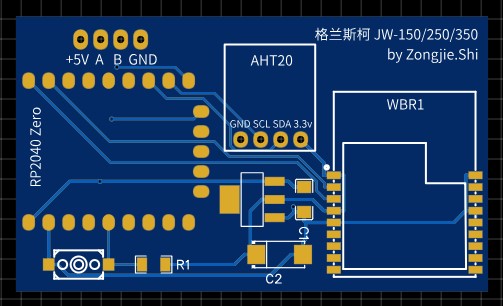 格兰斯柯 JW-150/250/350
by Zongjie.Shi
+5V A B GND
AHT20
GND SCL SDA 3.3v
WBR1
RP2040 Zero
C1
R1
C2